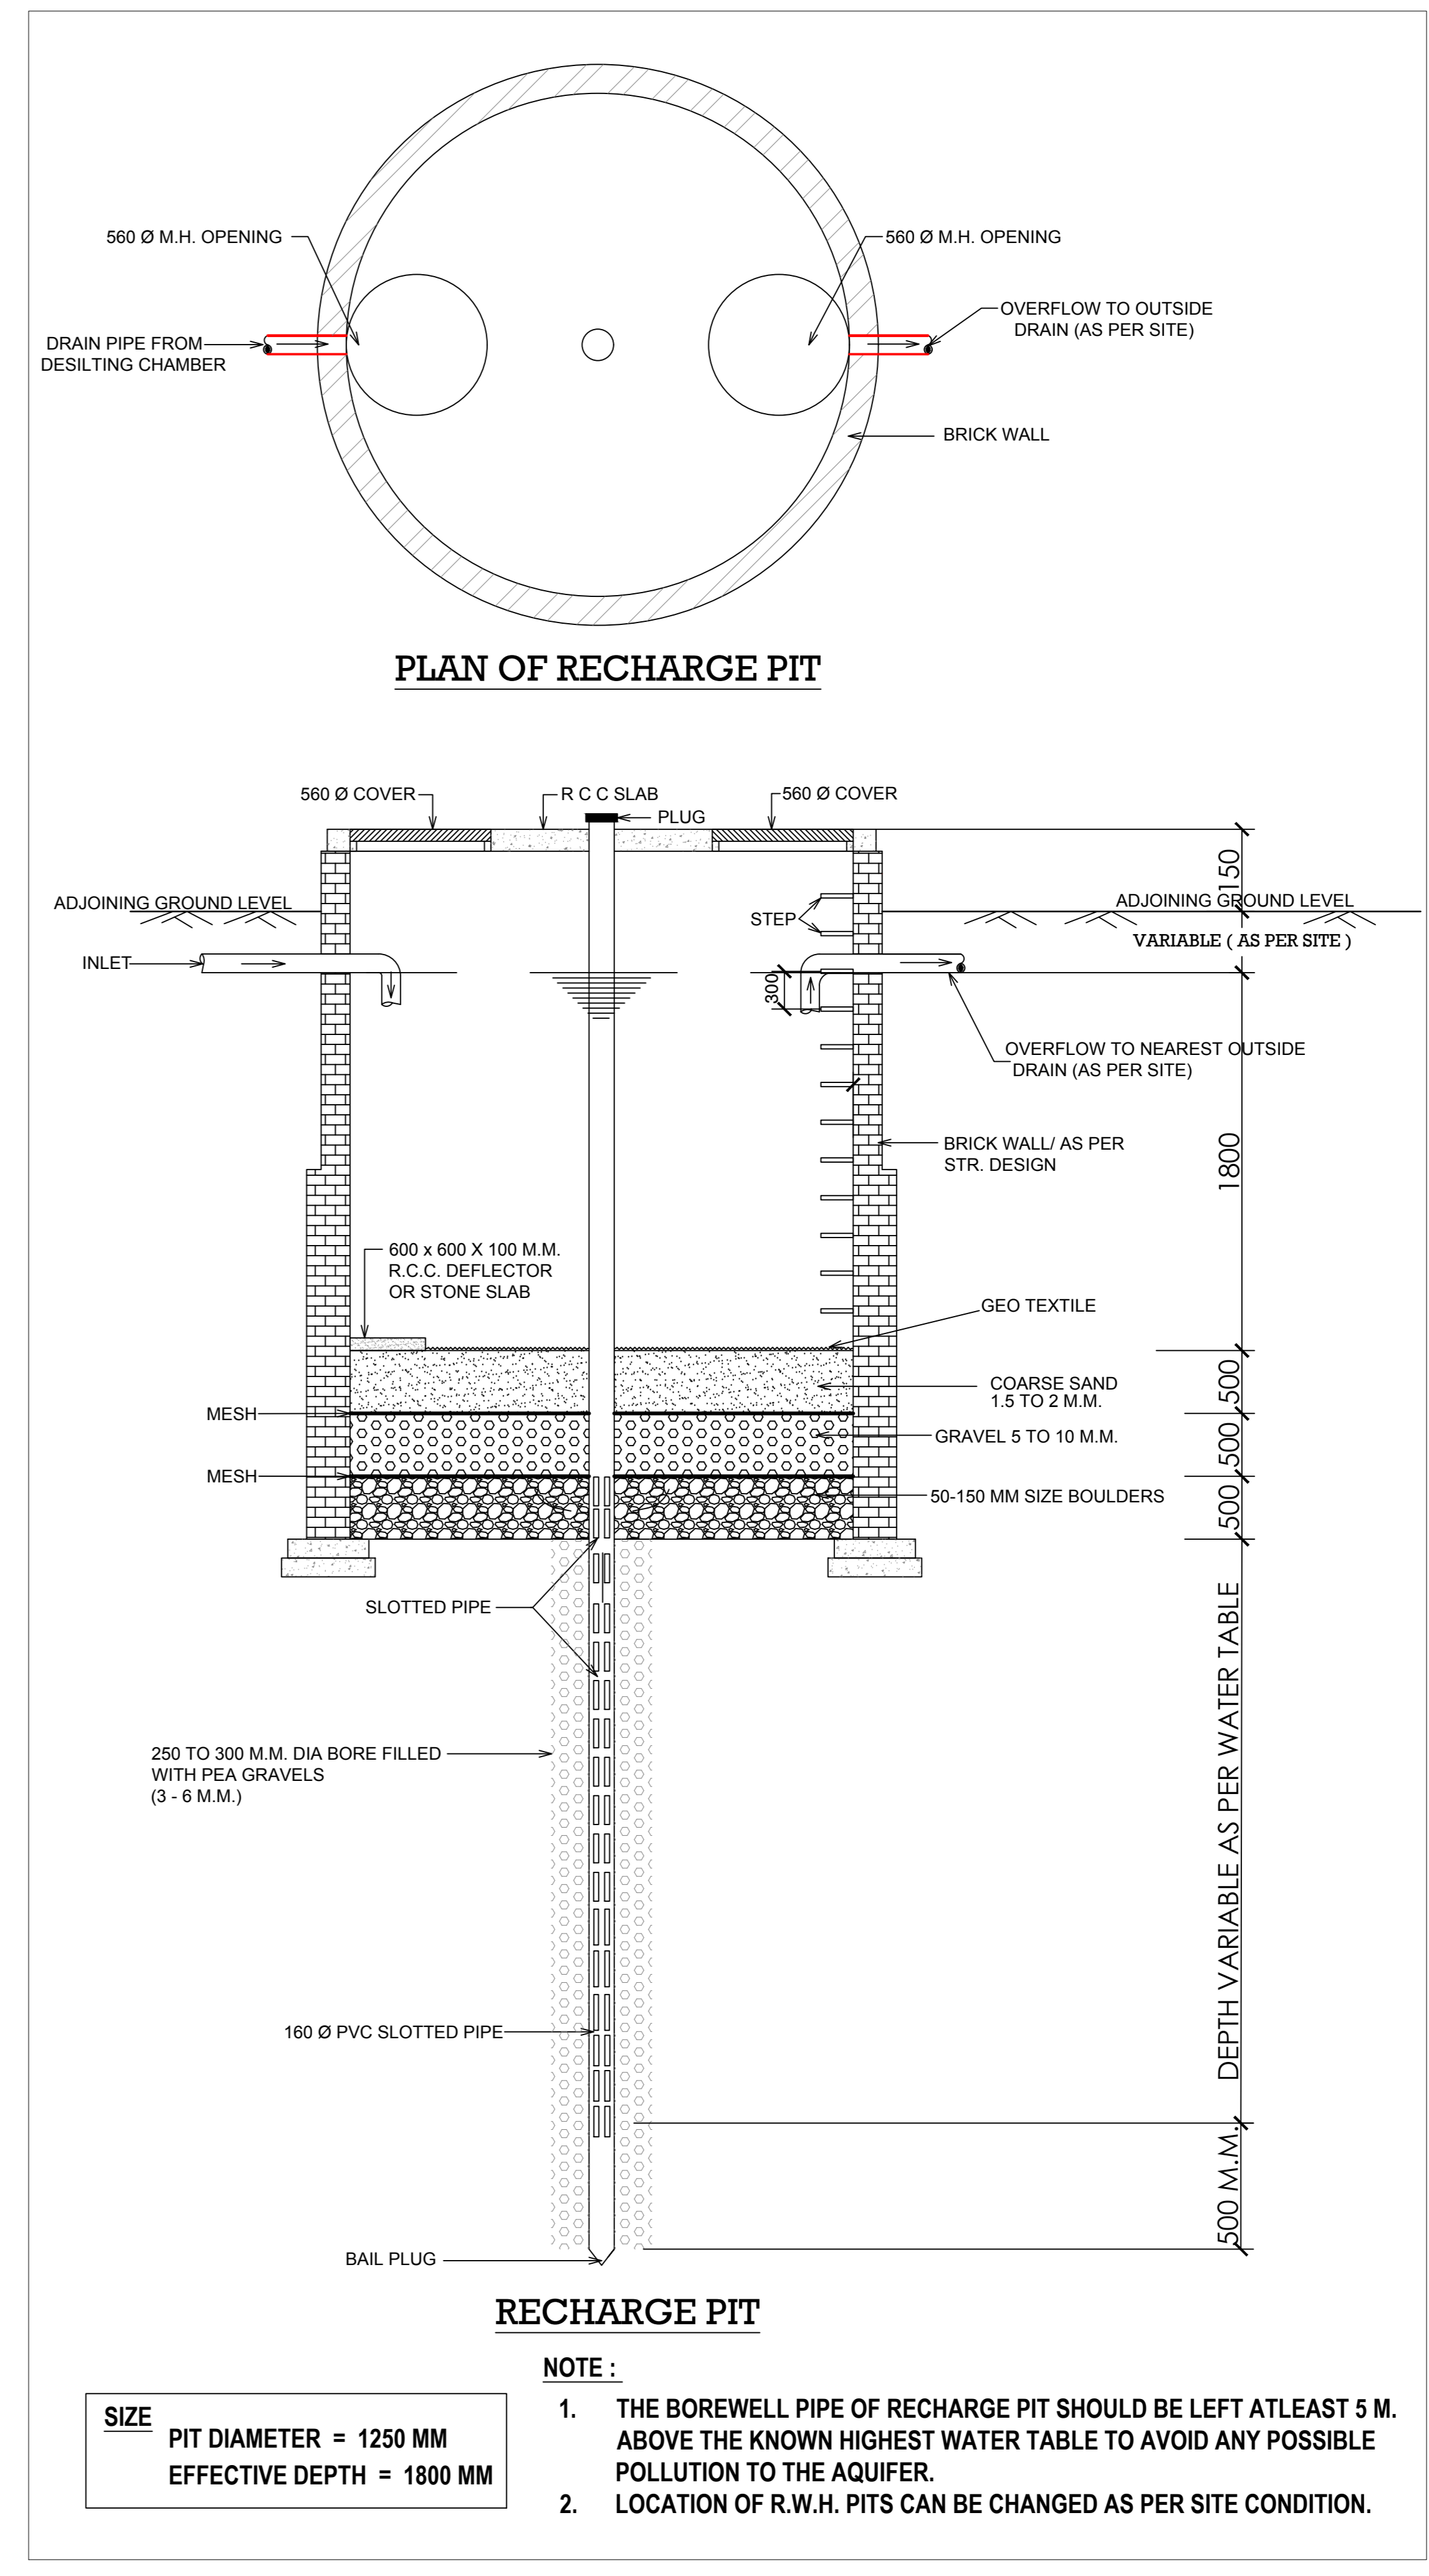 560 Ø M.H. OPENING
560 Ø M.H. OPENING
DRAIN PIPE FROM
DESILTING CHAMBER
OVERFLOW TO OUTSIDE
DRAIN (AS PER SITE)
BRICK WALL
PLAN OF RECHARGE PIT
560 Ø COVER
R C C SLAB
560 Ø COVER
PLUG
150
ADJOINING GROUND LEVEL
ADJOINING GROUND LEVEL
STEP
VARIABLE ( AS PER SITE )
INLET
300
OVERFLOW TO NEAREST OUTSIDE
DRAIN (AS PER SITE)
BRICK WALL/ AS PER
STR. DESIGN
1800
600 x 600 X 100 M.M.
R.C.C. DEFLECTOR
OR STONE SLAB
GEO TEXTILE
COARSE SAND
1.5 TO 2 M.M.
500
MESH
GRAVEL 5 TO 10 M.M.
500
MESH
50-150 MM SIZE BOULDERS
500
SLOTTED PIPE
DEPTH VARIABLE AS PER WATER TABLE
250 TO 300 M.M. DIA BORE FILLED
WITH PEA GRAVELS
(3 - 6 M.M.)
160 Ø PVC SLOTTED PIPE
500 M.M.
BAIL PLUG
RECHARGE PIT
SIZE
PIT DIAMETER = 1250 MM
EFFECTIVE DEPTH = 1800 MM
NOTE :
1. THE BOREWELL PIPE OF RECHARGE PIT SHOULD BE LEFT ATLEAST 5 M.
ABOVE THE KNOWN HIGHEST WATER TABLE TO AVOID ANY POSSIBLE
POLLUTION TO THE AQUIFER.
2. LOCATION OF R.W.H. PITS CAN BE CHANGED AS PER SITE CONDITION.